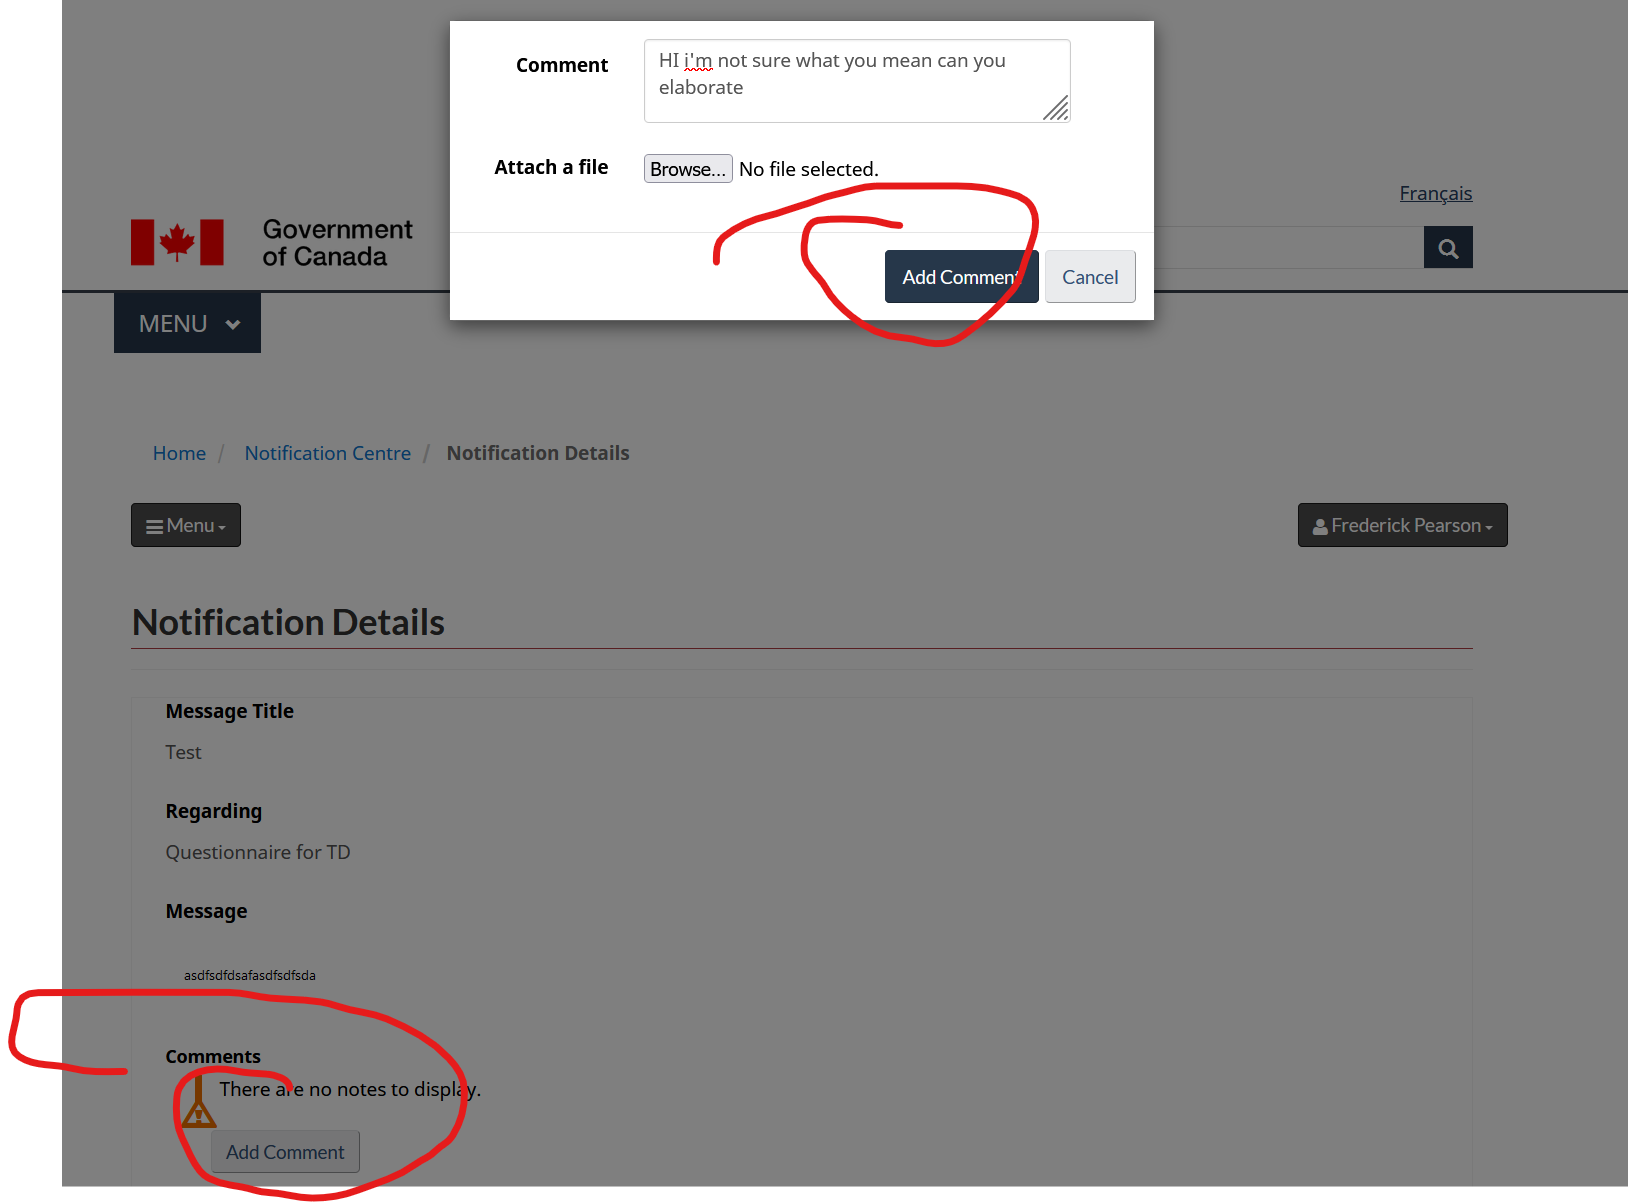 Comment
HI i'm not sure what you mean can you
elaborate
Attach a file
Browse... No file selected.
Add Comment
Cancel
Français
Government
of Canada
MENU
Home / Notification Centre / Notification Details
Menu
Frederick Pearson
Notification Details
Message Title
Test
Regarding
Questionnaire for TD
Message
asdfsdfdsafasdfsdfsda
Comments
There are no notes to display.
Add Comment